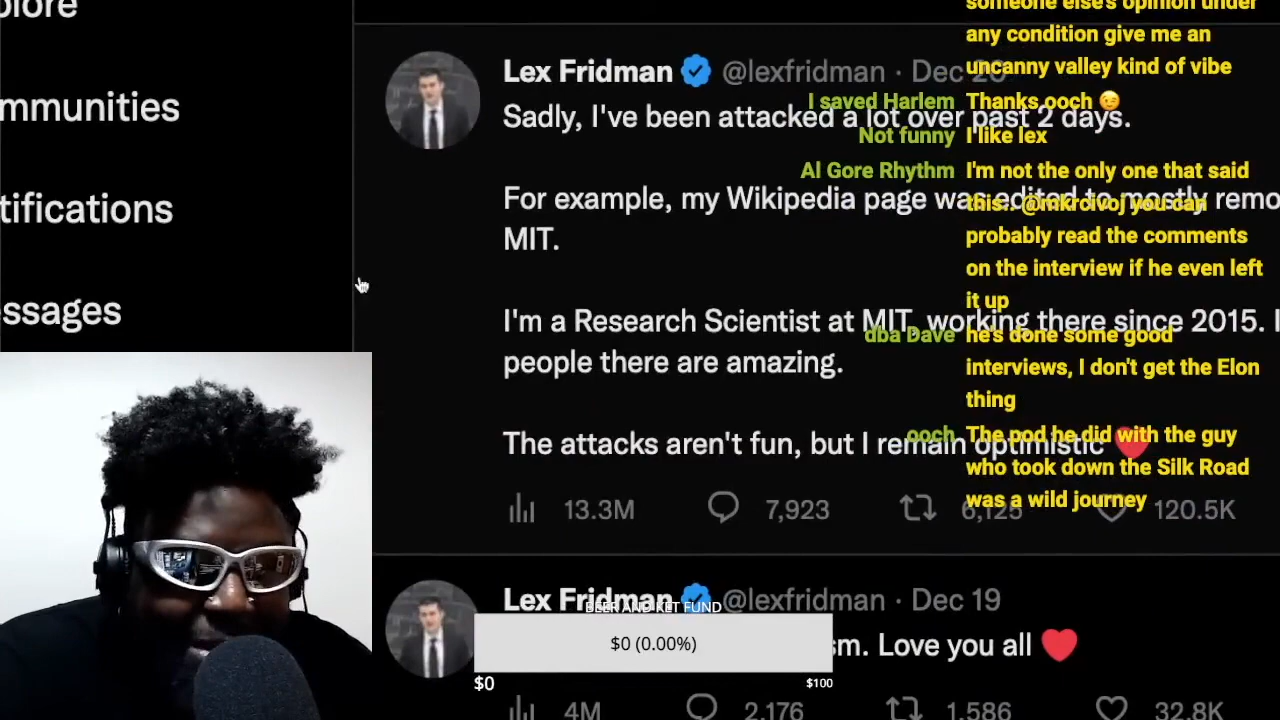 plore
mmunities
tifications
ssages
Lex Fridman @lexfridman · Dec 20
Sadly, I've been attacked a lot over past 2 days.
For example, my Wikipedia page was edited to mostly remo
MIT.
I'm a Research Scientist at MIT, working there since 2015. I
people there are amazing.
The attacks aren't fun, but I remain optimistic ❤️
13.3M 7,923 6,125 120.5K
Lex Fridman @lexfridman · Dec 19
sm. Love you all ❤️
4M 2,176 1,586 32.8K
someone else's opinion under
any condition give me an
uncanny valley kind of vibe
I saved Harlem Thanks ooch 😉
Not funny I like lex
Al Gore Rhythm I'm not the only one that said
this.. @mkrcivoj you can
probably read the comments
on the interview if he even left
it up
dba Dave he's done some good
interviews, I don't get the Elon
thing
ooch The pod he did with the guy
who took down the Silk Road
was a wild journey
BEER AND KET FUND
$0 (0.00%)
$0 $100